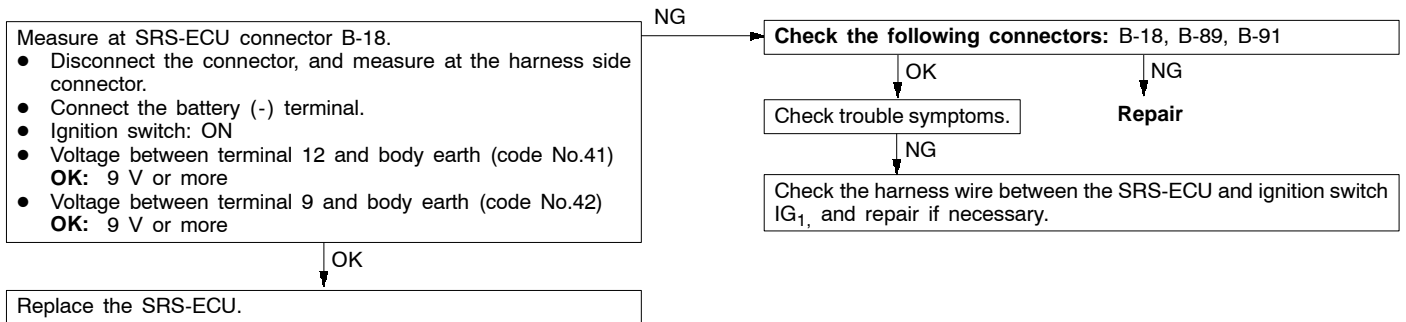 Measure at SRS-ECU connector B-18.
● Disconnect the connector, and measure at the harness side
connector.
● Connect the battery (-) terminal.
● Ignition switch: ON
● Voltage between terminal 12 and body earth (code No.41)
OK: 9 V or more
● Voltage between terminal 9 and body earth (code No.42)
OK: 9 V or more
OK
Replace the SRS-ECU.
NG
Check the following connectors: B-18, B-89, B-91
OK
NG
Check trouble symptoms.
Repair
NG
Check the harness wire between the SRS-ECU and ignition switch
IG1, and repair if necessary.